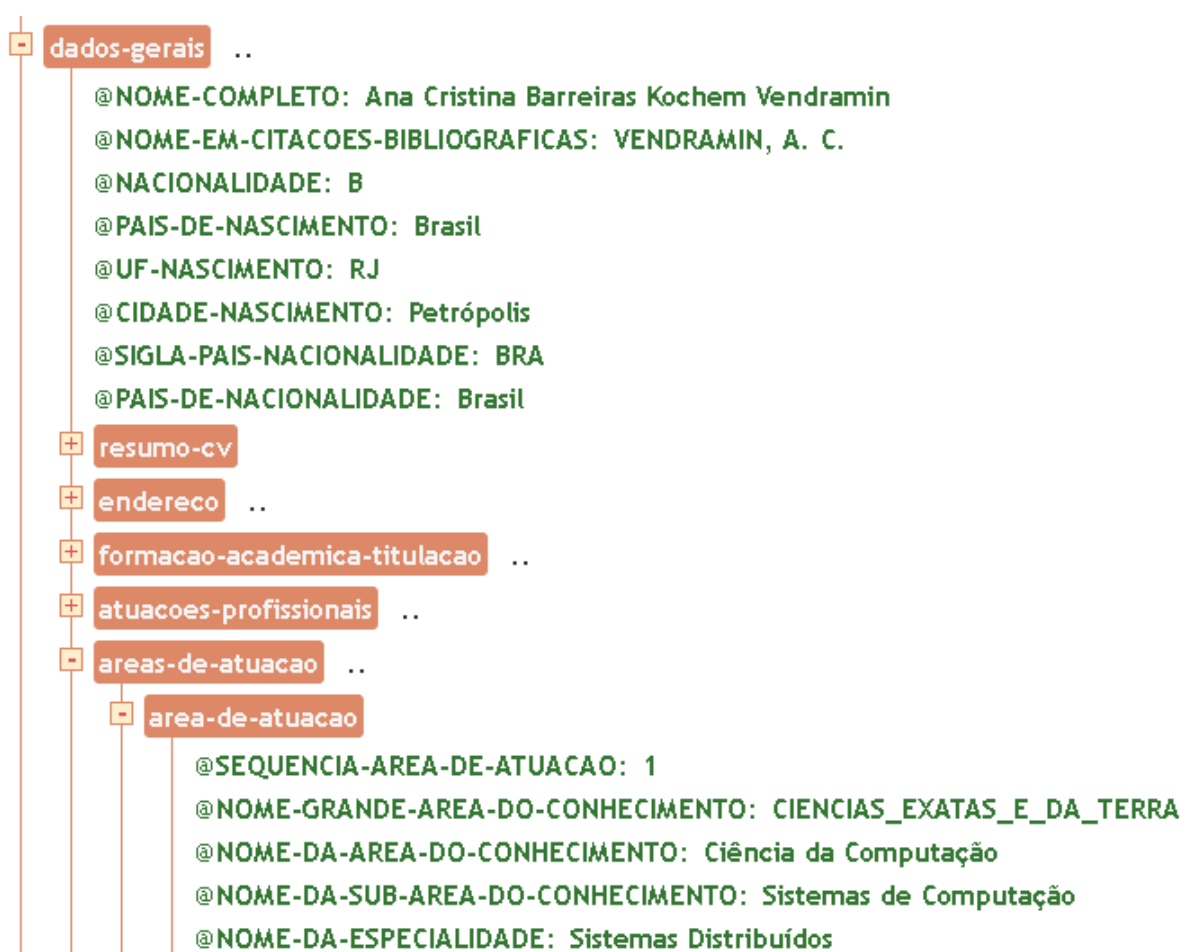 - dados-gerais ..
@NOME-COMPLETO: Ana Cristina Barreiras Kochem Vendramin
@NOME-EM-CITACOES-BIBLIOGRAFICAS: VENDRAMIN, A. C.
@NACIONALIDADE: B
@PAIS-DE-NASCIMENTO: Brasil
@UF-NASCIMENTO: RJ
@CIDADE-NASCIMENTO: Petrópolis
@SIGLA-PAIS-NACIONALIDADE: BRA
@PAIS-DE-NACIONALIDADE: Brasil
+ resumo-cv
+ endereco ..
+ formacao-academica-titulacao ..
+ atuacoes-profissionais ..
- areas-de-atuacao ..
- area-de-atuacao
@SEQUENCIA-AREA-DE-ATUACAO: 1
@NOME-GRANDE-AREA-DO-CONHECIMENTO: CIENCIAS_EXATAS_E_DA_TERRA
@NOME-DA-AREA-DO-CONHECIMENTO: Ciência da Computação
@NOME-DA-SUB-AREA-DO-CONHECIMENTO: Sistemas de Computação
@NOME-DA-ESPECIALIDADE: Sistemas Distribuídos